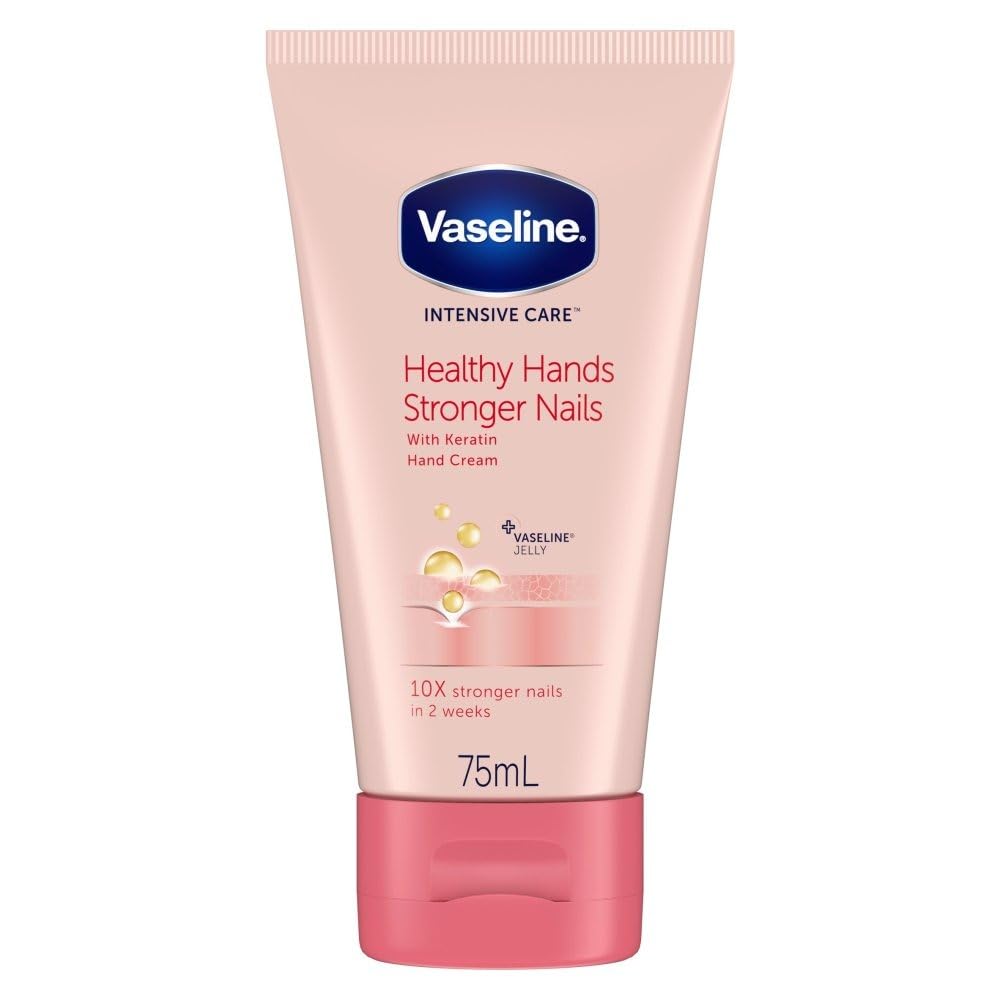 Vaseline®
INTENSIVE CARE™
Healthy Hands
Stronger Nails
With Keratin
Hand Cream
VASELINE®
JELLY
10X stronger nails
in 2 weeks
75mL